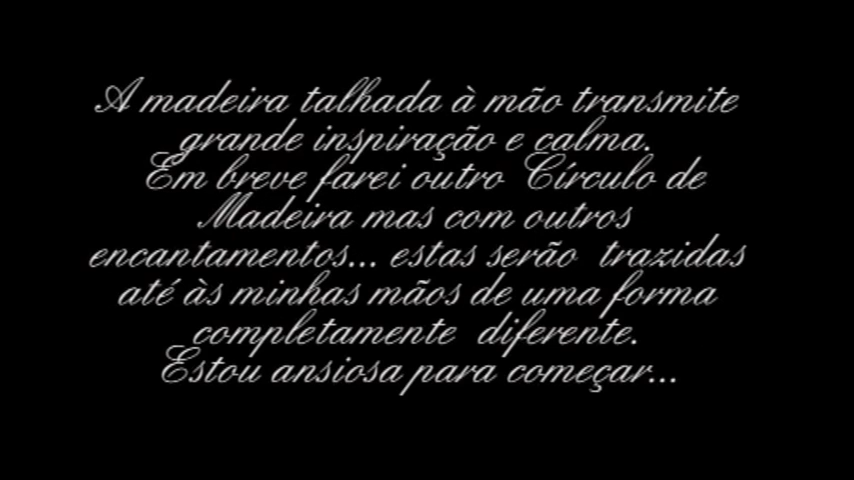 A madeira talhada à mão transmite
grande inspiração e calma.
Em breve farei outro Círculo de
Madeira mas com outros
encantamentos... estas serão trazidas
até às minhas mãos de uma forma
completamente diferente.
Estou ansiosa para começar...